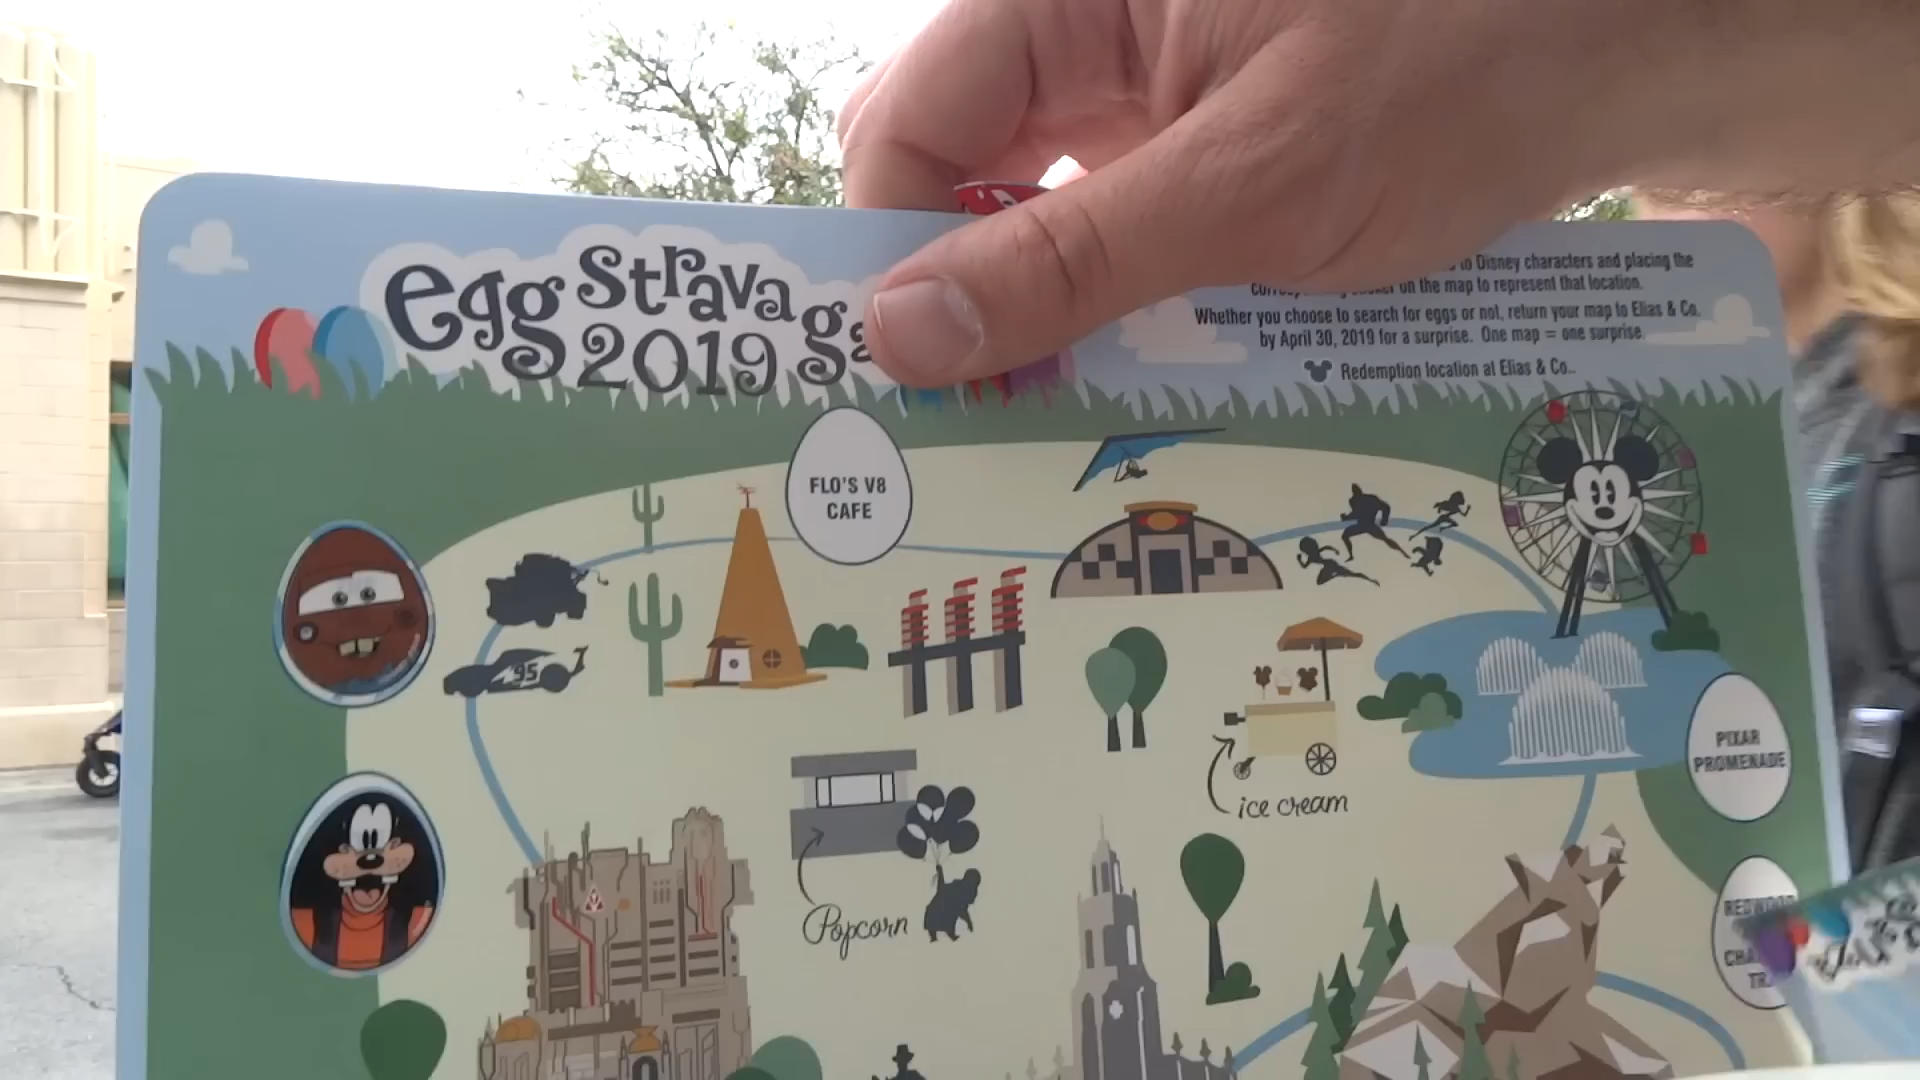 eggstravaga
2019
to Disney characters and placing the
on the map to represent that location.
Whether you choose to search for eggs or not, return your map to Elias & Co.
by April 30, 2019 for a surprise. One map = one surprise.
Redemption location at Elias & Co..
FLO'S V8
CAFE
95
ice cream
PIXAR
PROMENADE
Popcorn
REDWOOD